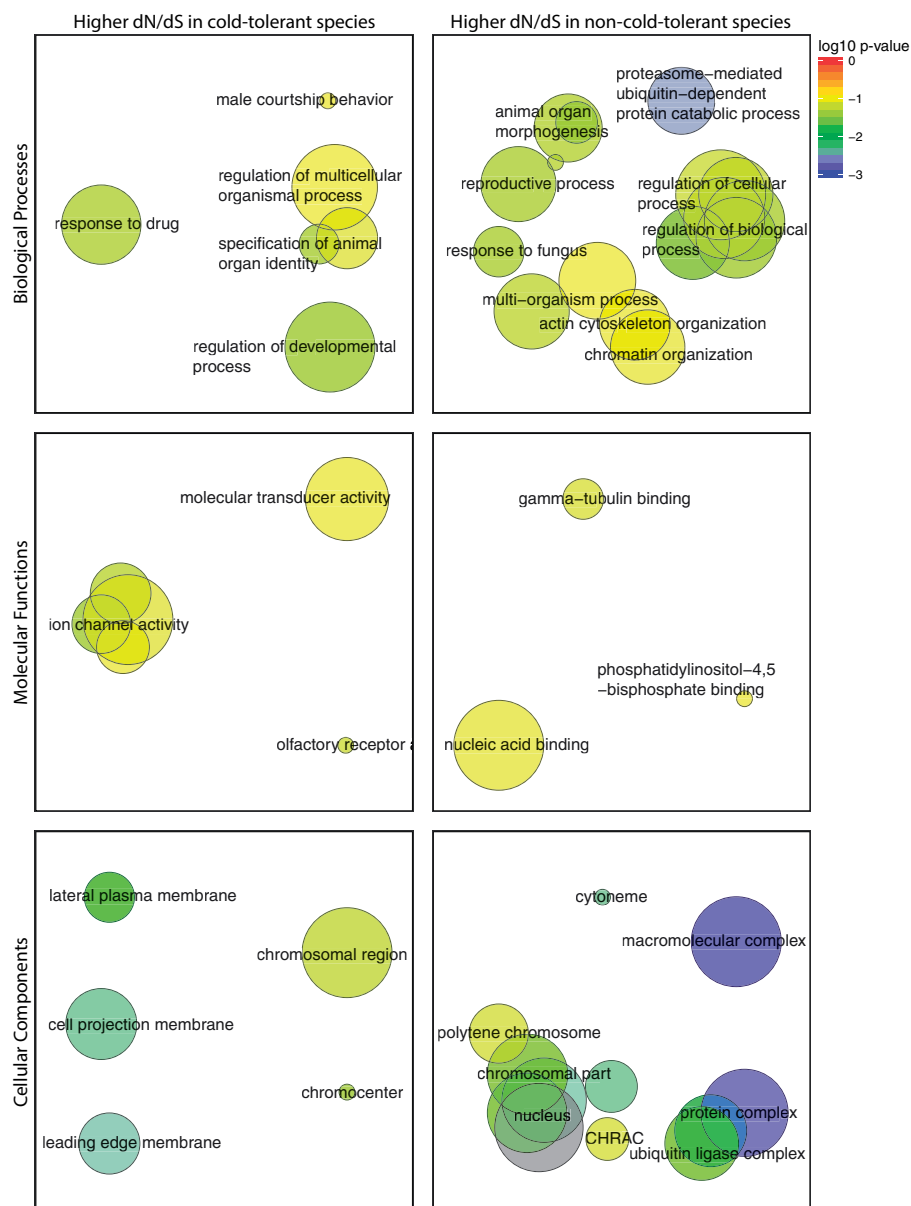 Higher dN/dS in cold-tolerant species
Higher dN/dS in non-cold-tolerant species
log10 p-value
0
−1
−2
−3
Biological Processes
male courtship behavior
regulation of multicellular
organismal process
response to drug
specification of animal
organ identity
regulation of developmental
process
proteasome−mediated
ubiquitin−dependent
protein catabolic process
animal organ
morphogenesis
reproductive process
regulation of cellular
process
regulation of biological
process
response to fungus
multi−organism process
actin cytoskeleton organization
chromatin organization
Molecular Functions
molecular transducer activity
ion channel activity
olfactory receptor a
gamma−tubulin binding
phosphatidylinositol−4,5
−bisphosphate binding
nucleic acid binding
Cellular Components
lateral plasma membrane
chromosomal region
cell projection membrane
chromocenter
leading edge membrane
cytoneme
macromolecular complex
polytene chromosome
chromosomal part
nucleus
protein complex
CHRAC
ubiquitin ligase complex